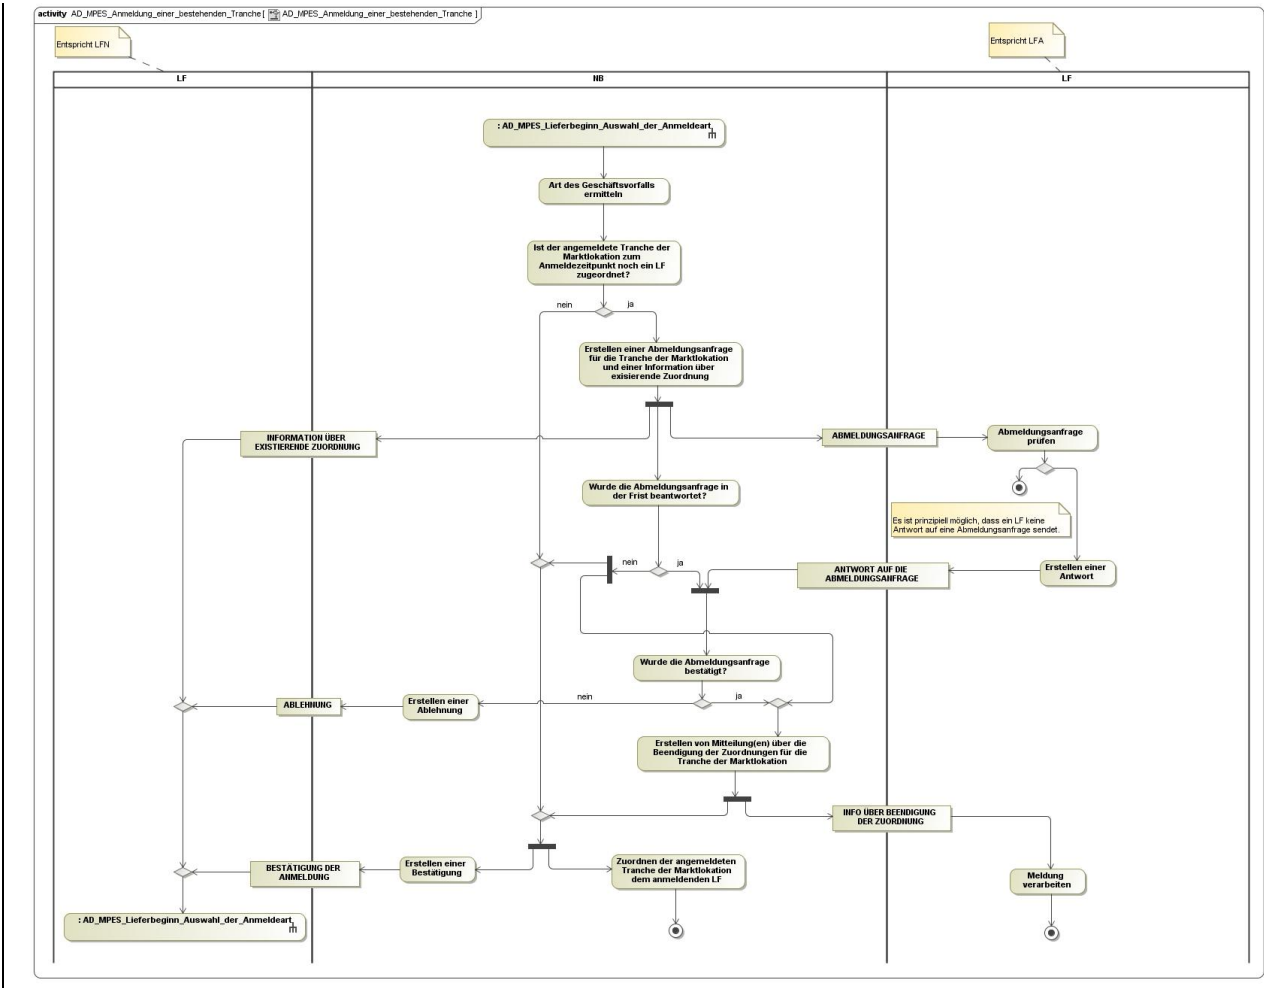 activity AD_MPES_Anmeldung_einer_bestehenden_Tranche [ AD_MPES_Anmeldung_einer_bestehenden_Tranche ]
Entspricht LFN
Entspricht LFA
LF
NB
LF
: AD_MPES_Lieferbeginn_Auswahl_der_Anmeldeart
Art des Geschäftsvorfalls
ermitteln
Ist der angemeldete Tranche der
Marktlokation zum
Anmeldezeitpunkt noch ein LF
zugeordnet?
nein
ja
Erstellen einer Abmeldungsanfrage
für die Tranche der Marktlokation
und einer Information über
exisierende Zuordnung
INFORMATION ÜBER
EXISTIERENDE ZUORDNUNG
ABMELDUNGSANFRAGE
Abmeldungsanfrage
prüfen
Wurde die Abmeldungsanfrage in
der Frist beantwortet?
Es ist prinzipiell möglich, dass ein LF keine
Antwort auf eine Abmeldungsanfrage sendet.
nein
ja
ANTWORT AUF DIE
ABMELDUNGSANFRAGE
Erstellen einer
Antwort
Wurde die Abmeldungsanfrage
bestätigt?
nein
ja
ABLEHNUNG
Erstellen einer
Ablehnung
Erstellen von Mitteilung(en) über die
Beendigung der Zuordnungen für die
Tranche der Marktlokation
INFO ÜBER BEENDIGUNG
DER ZUORDNUNG
BESTÄTIGUNG DER
ANMELDUNG
Erstellen einer
Bestätigung
Zuordnen der angemeldeten
Tranche der Marktlokation
dem anmeldenden LF
Meldung
verarbeiten
: AD_MPES_Lieferbeginn_Auswahl_der_Anmeldeart